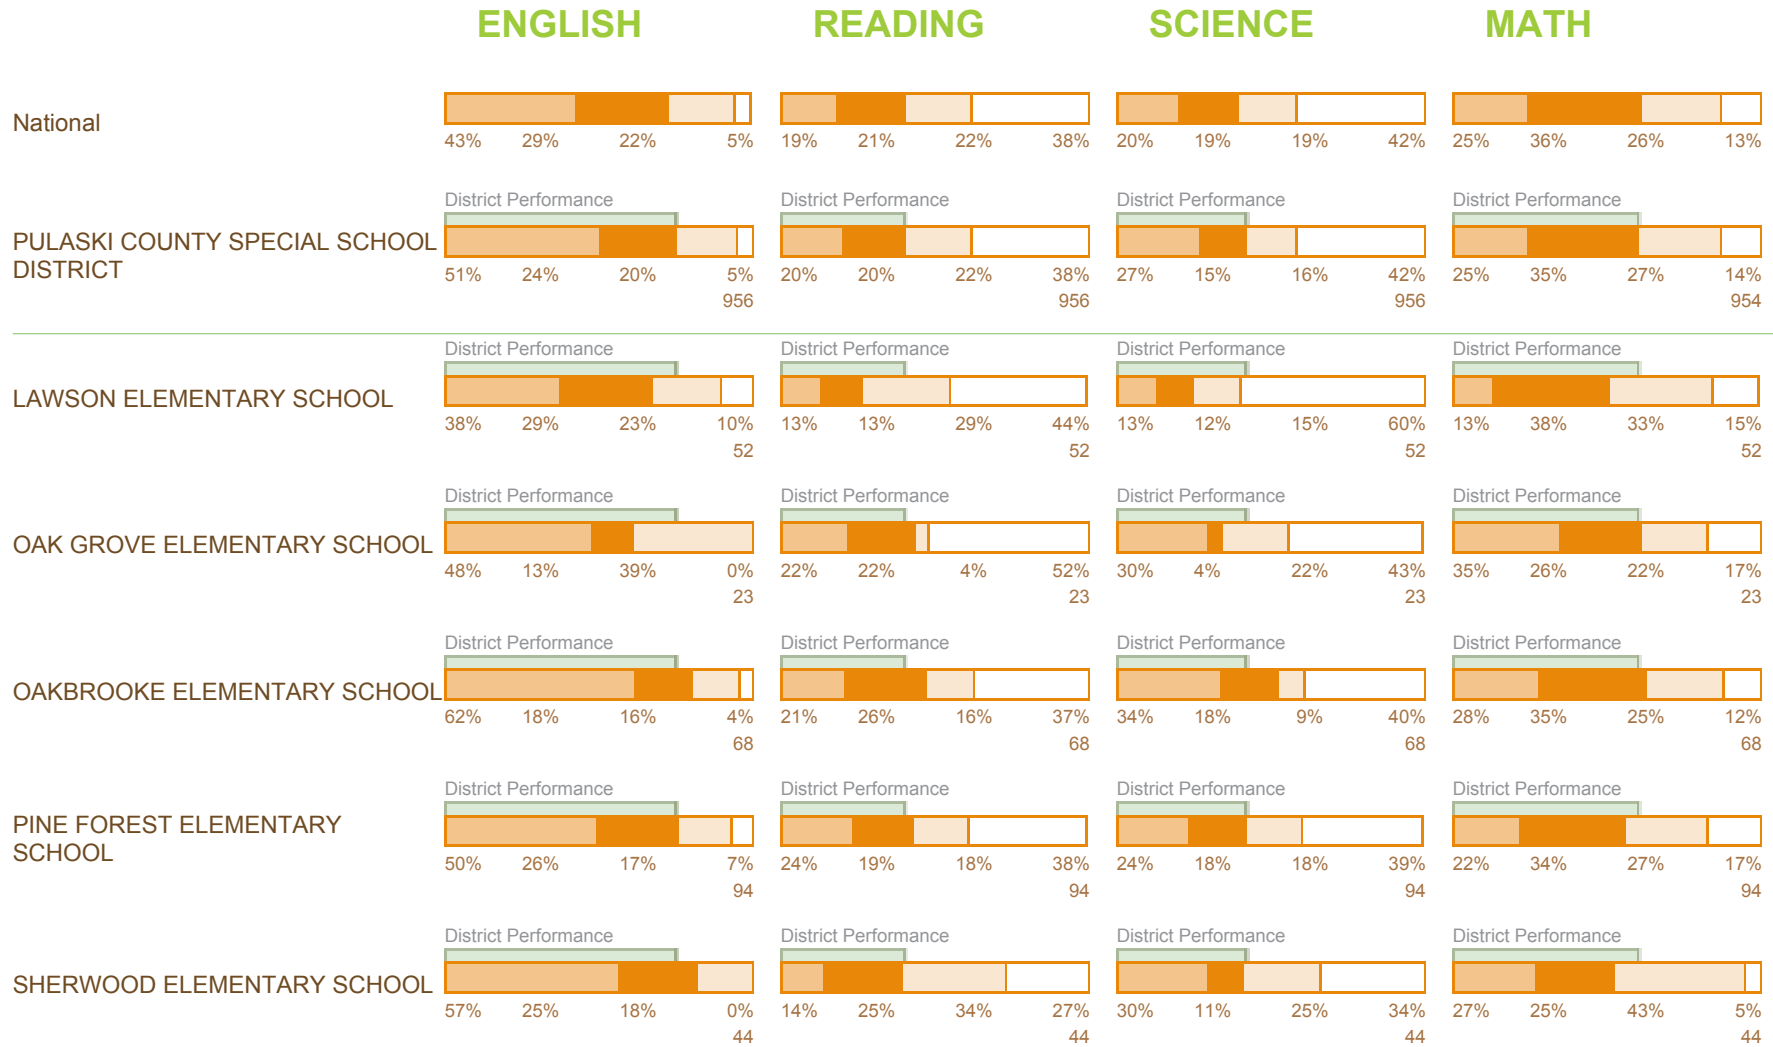 ENGLISH READING SCIENCE MATH
National
43% 29% 22% 5% 19% 21% 22% 38% 20% 19% 19% 42% 25% 36% 26% 13%
District Performance District Performance District Performance District Performance
PULASKI COUNTY SPECIAL SCHOOL
DISTRICT
51% 24% 20% 5% 20% 20% 22% 38% 27% 15% 16% 42% 25% 35% 27% 14%
956 956 956 954
District Performance District Performance District Performance District Performance
LAWSON ELEMENTARY SCHOOL
38% 29% 23% 10% 13% 13% 29% 44% 13% 12% 15% 60% 13% 38% 33% 15%
52 52 52 52
District Performance District Performance District Performance District Performance
OAK GROVE ELEMENTARY SCHOOL
48% 13% 39% 0% 22% 22% 4% 52% 30% 4% 22% 43% 35% 26% 22% 17%
23 23 23 23
District Performance District Performance District Performance District Performance
OAKBROOKE ELEMENTARY SCHOOL
62% 18% 16% 4% 21% 26% 16% 37% 34% 18% 9% 40% 28% 35% 25% 12%
68 68 68 68
District Performance District Performance District Performance District Performance
PINE FOREST ELEMENTARY
SCHOOL
50% 26% 17% 7% 24% 19% 18% 38% 24% 18% 18% 39% 22% 34% 27% 17%
94 94 94 94
District Performance District Performance District Performance District Performance
SHERWOOD ELEMENTARY SCHOOL
57% 25% 18% 0% 14% 25% 34% 27% 30% 11% 25% 34% 27% 25% 43% 5%
44 44 44 44